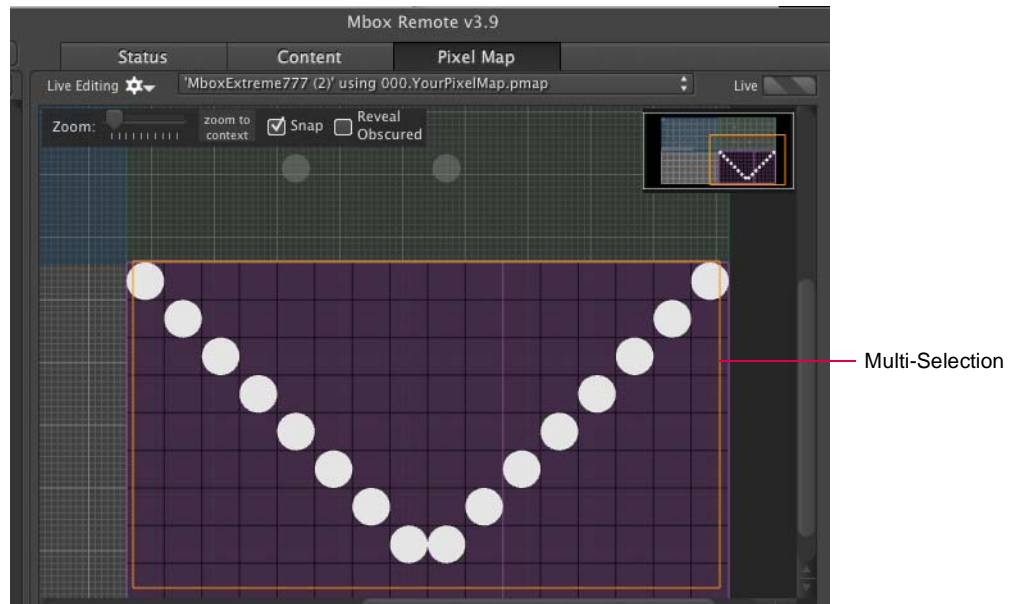 Mbox Remote v3.9
Status Content Pixel Map
Live Editing 'MboxExtreme777 (2)' using 000.YourPixelMap.pmap Live
Zoom: zoom to context Snap Reveal Obscured
Multi-Selection